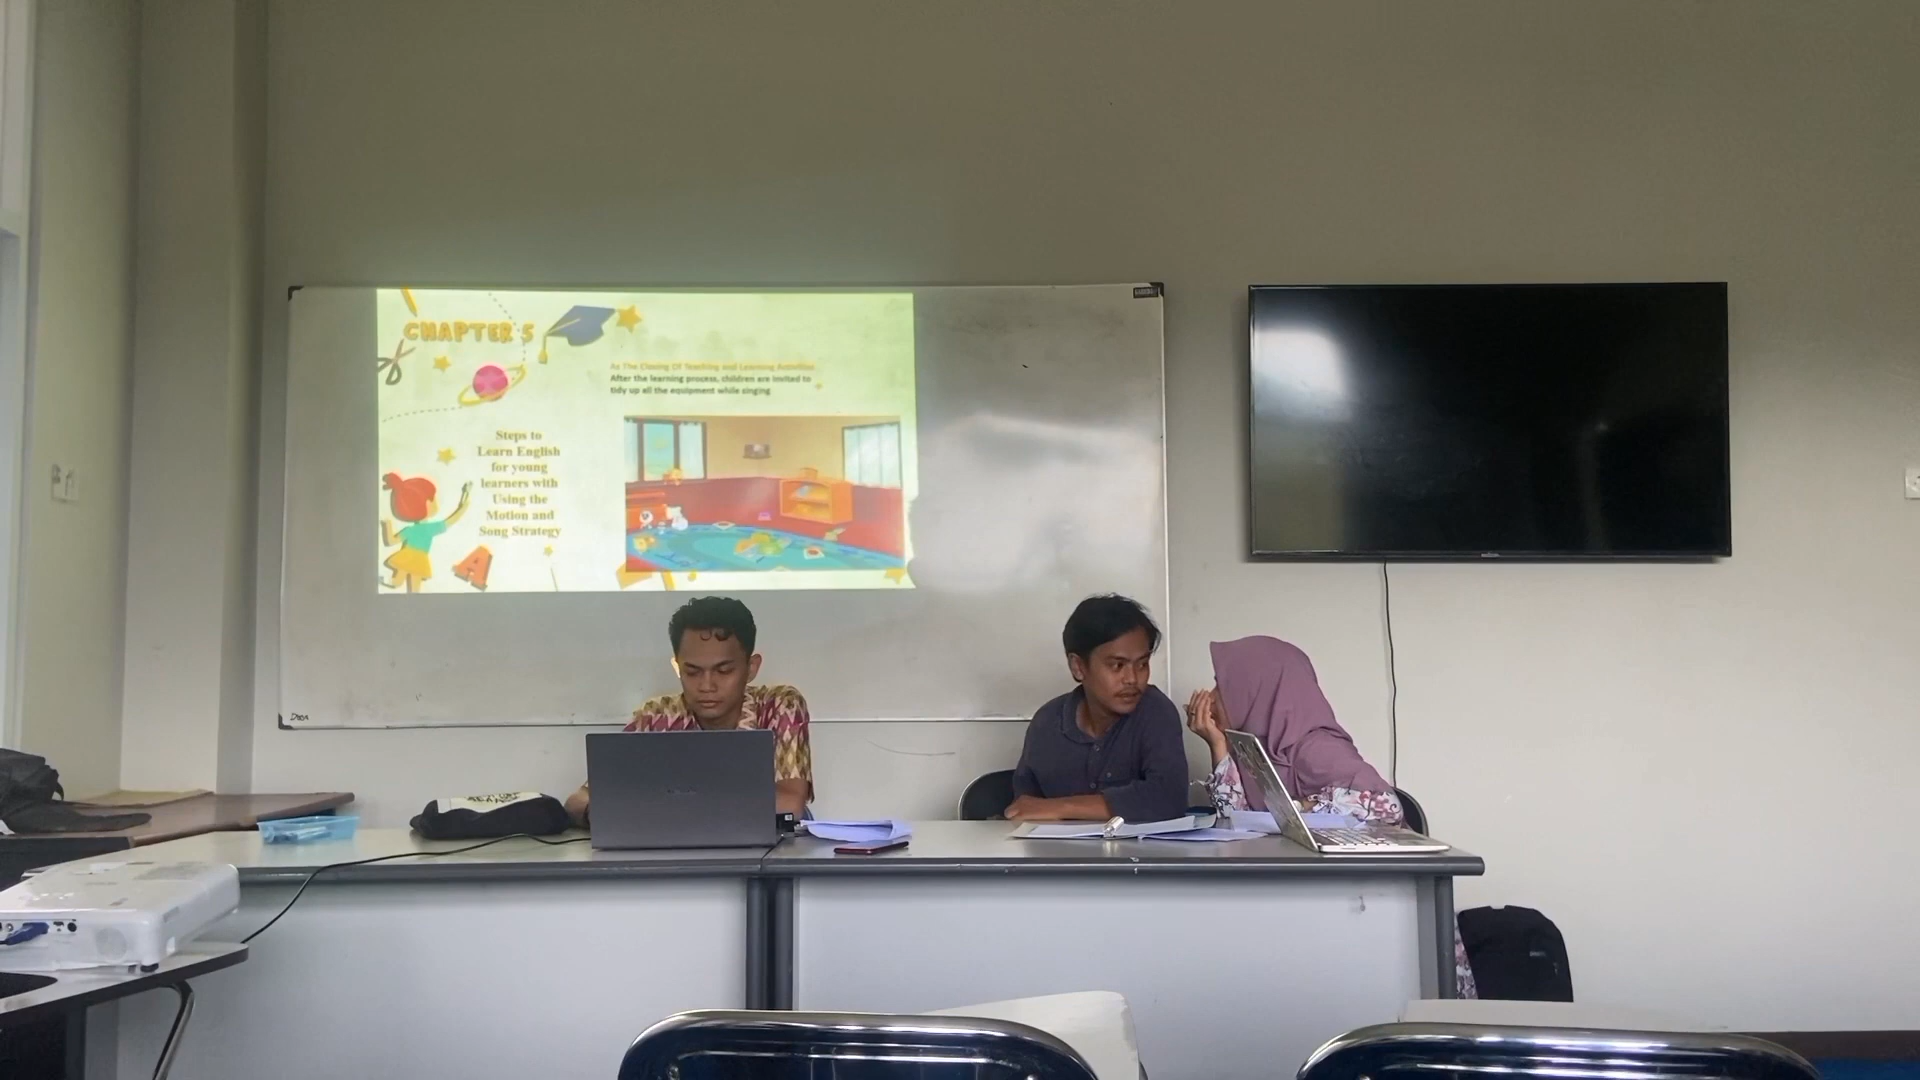 CHAPTER 5
As The Closing Of Teaching and Learning Activities
After the learning process, children are invited to
tidy up all the equipment while singing
Steps to
Learn English
for young
learners with
Using the
Motion and
Song Strategy
A